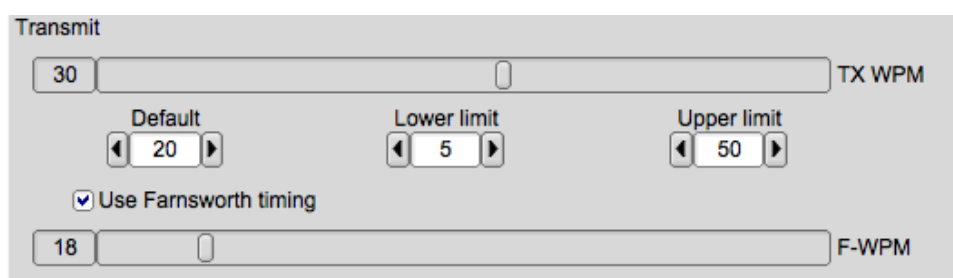 Transmit
30 TX WPM
Default Lower limit Upper limit
20 5 50
Use Farnsworth timing
18 F-WPM